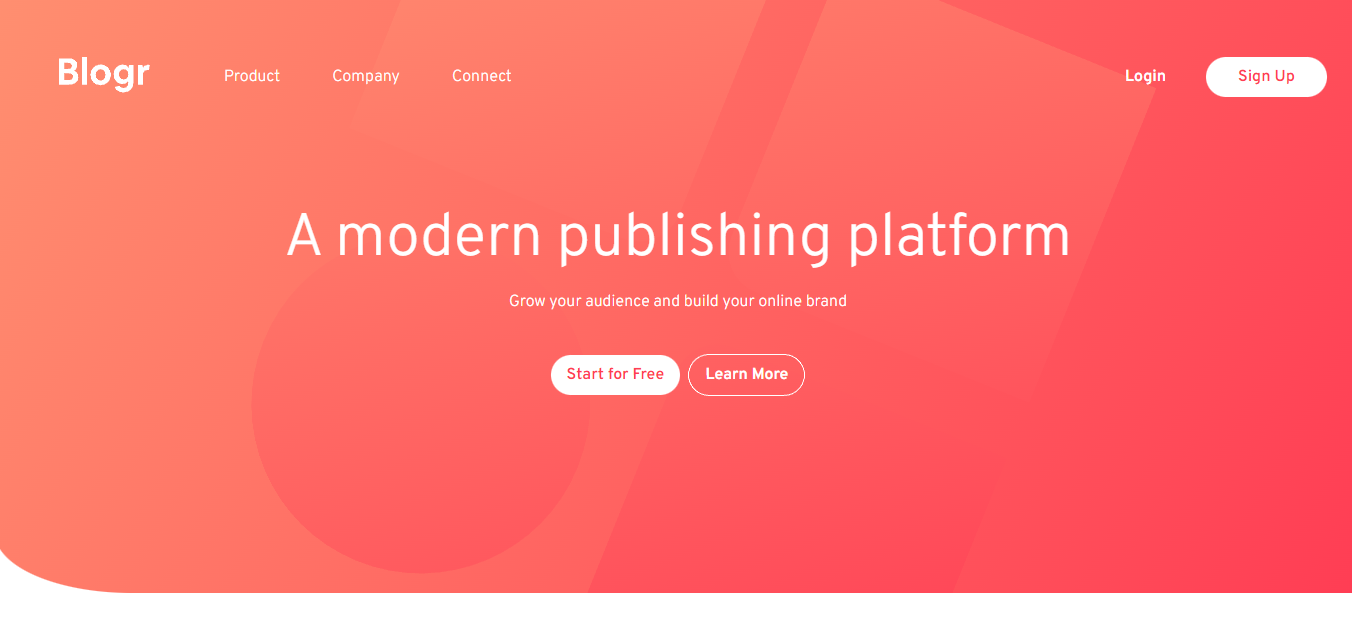 Blogr Product Company Connect Login Sign Up
A modern publishing platform
Grow your audience and build your online brand
Start for Free Learn More